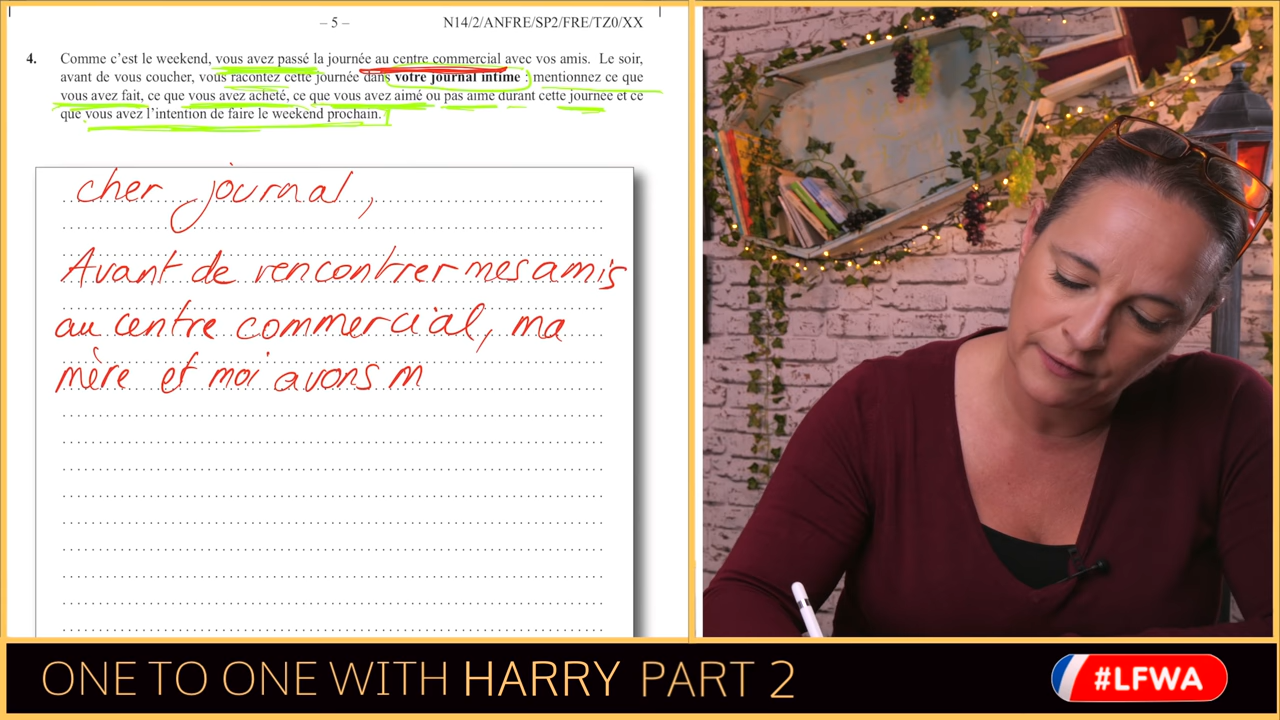 – 5 –
N14/2/ANFRE/SP2/FRE/TZ0/XX
4. Comme c’est le weekend, vous avez passé la journée au centre commercial avec vos amis. Le soir,
avant de vous coucher, vous racontez cette journée dans votre journal intime : mentionnez ce que
vous avez fait, ce que vous avez acheté, ce que vous avez aimé ou pas aimé durant cette journée et ce
que vous avez l’intention de faire le weekend prochain.
cher journal,
Avant de rencontrer mes amis
au centre commercial, ma
mère et moi avons m
ONE TO ONE WITH HARRY PART 2
#LFWA